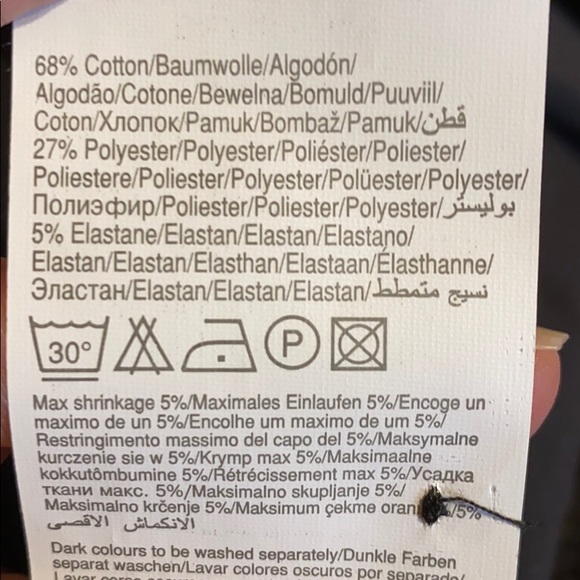 68% Cotton/Baumwolle/Algodón/
Algodão/Cotone/Bewelna/Bomuld/Puuviil/
Coton/Хлопок/Pamuk/Bombaž/Pamuk/قطن
27% Polyester/Polyester/Poliéster/Poliester/
Poliestere/Poliester/Polyester/Polüester/Polyester/
Полиэфир/Poliester/Poliester/Polyester/بوليستر
5% Elastane/Elastan/Elastan/Elastano/
Elastan/Elastan/Elasthan/Elastaan/Élasthanne/
Эластан/Elastan/Elastan/Elastan/نسيج متمطط
30° P
Max shrinkage 5%/Maximales Einlaufen 5%/Encoge un
maximo de un 5%/Encolhe um maximo de um 5%/
Restringimento massimo del capo del 5%/Maksymalne
kurczenie sie w 5%/Krymp max 5%/Maksimaalne
kokkutômbumine 5%/Rétrécissement max 5%/Усадка
ткани макс. 5%/Maksimalno skupljanje 5%/
Maksimalno krčenje 5%/Maksimum çekme /5%
الانكماش الاقصى
Dark colours to be washed separately/Dunkle Farben
separat waschen/Lavar colores oscuros por separado/